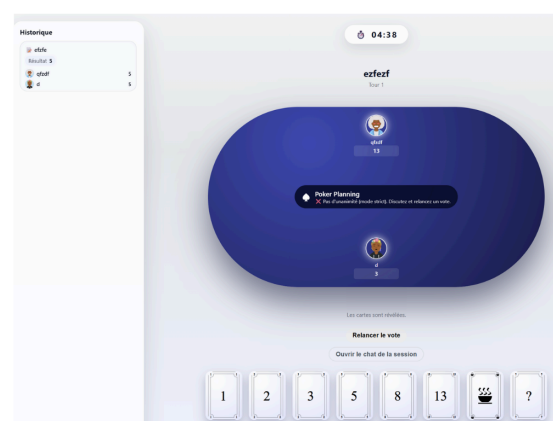 Historique
efzfe
Résultat 5
qfzdf 5
d 5
04:38
ezfezf
Tour 1
qfzdf
13
Poker Planning
❌ Pas d'unanimité (mode strict). Discutez et relancez un vote.
d
3
Les cartes sont révélées.
Relancer le vote
Ouvrir le chat de la session
1 2 3 5 8 13 ?